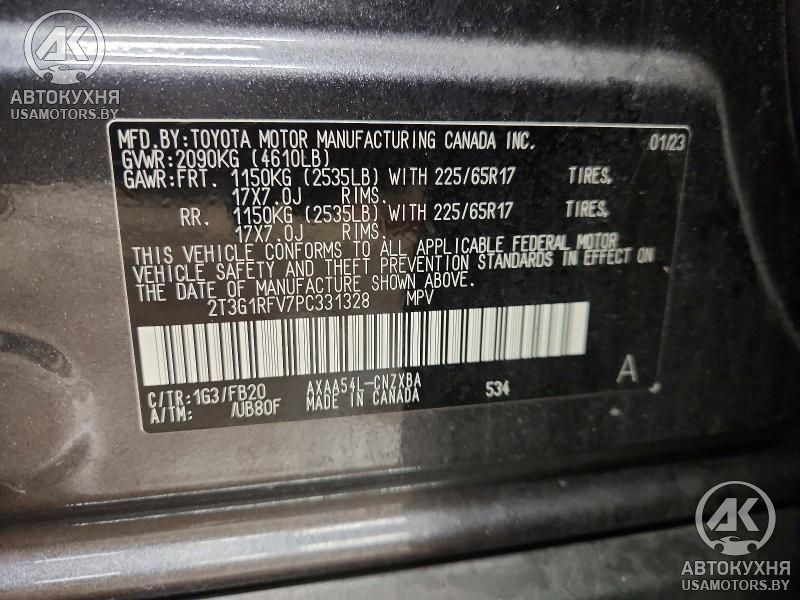 АК
АВТОКУХНЯ
USAMOTORS.BY
MFD.BY:TOYOTA MOTOR MANUFACTURING CANADA INC. 01/23
GVWR:2090KG (4610LB)
GAWR:FRT. 1150KG (2535LB) WITH 225/65R17 TIRES,
17X7.0J RIMS.
RR. 1150KG (2535LB) WITH 225/65R17 TIRES,
17X7.0J RIMS.
THIS VEHICLE CONFORMS TO ALL APPLICABLE FEDERAL MOTOR
VEHICLE SAFETY AND THEFT PREVENTION STANDARDS IN EFFECT ON
THE DATE OF MANUFACTURE SHOWN ABOVE.
2T3G1RFV7PC331328 MPV
C/TR:1G3/FB20 AXAA54L-CNZXBA 534 A
A/TM: /UB80F MADE IN CANADA
АК
АВТОКУХНЯ
USAMOTORS.BY